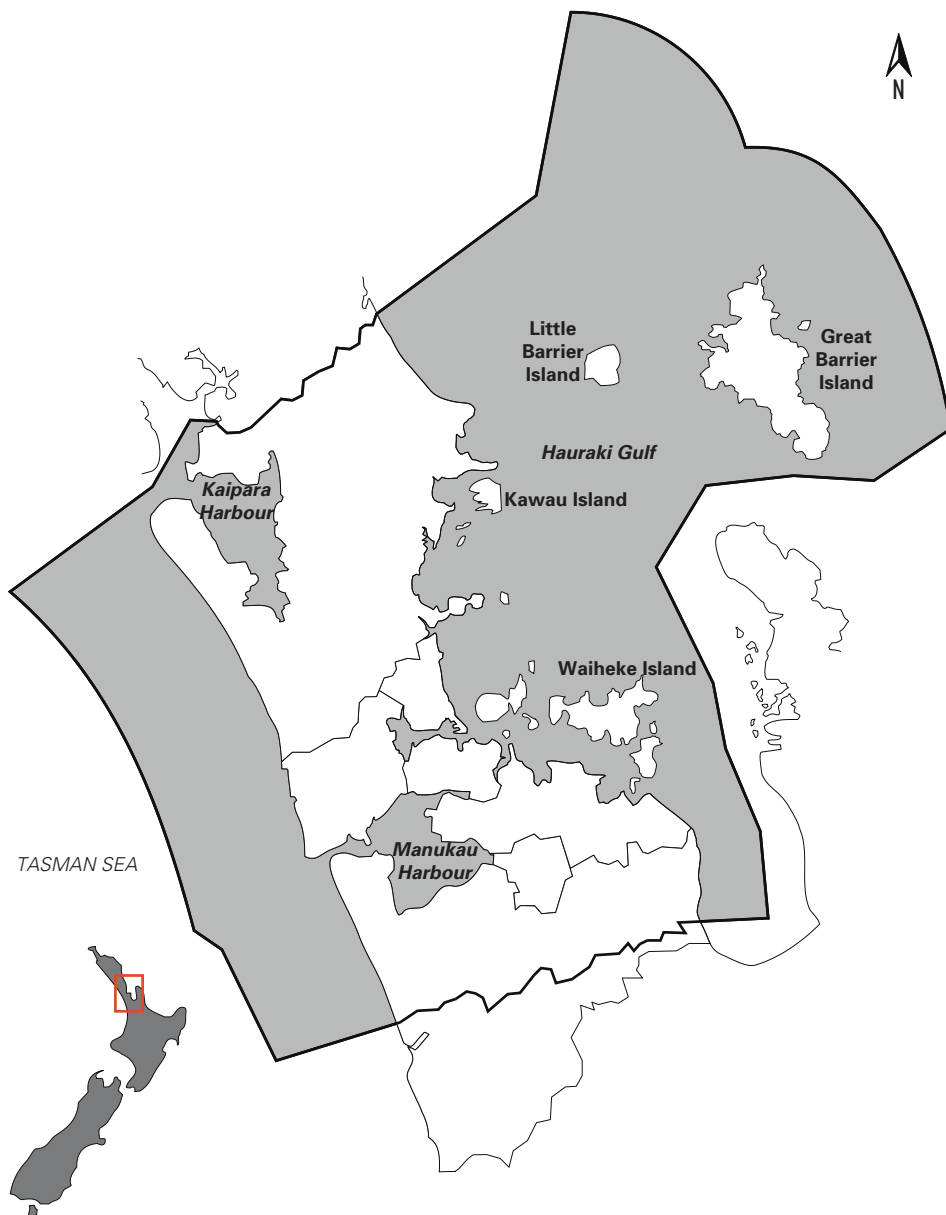 N
Little
Barrier
Island
Great
Barrier
Island
Hauraki Gulf
Kaipara
Harbour
Kawau Island
Waiheke Island
Manukau
Harbour
TASMAN SEA